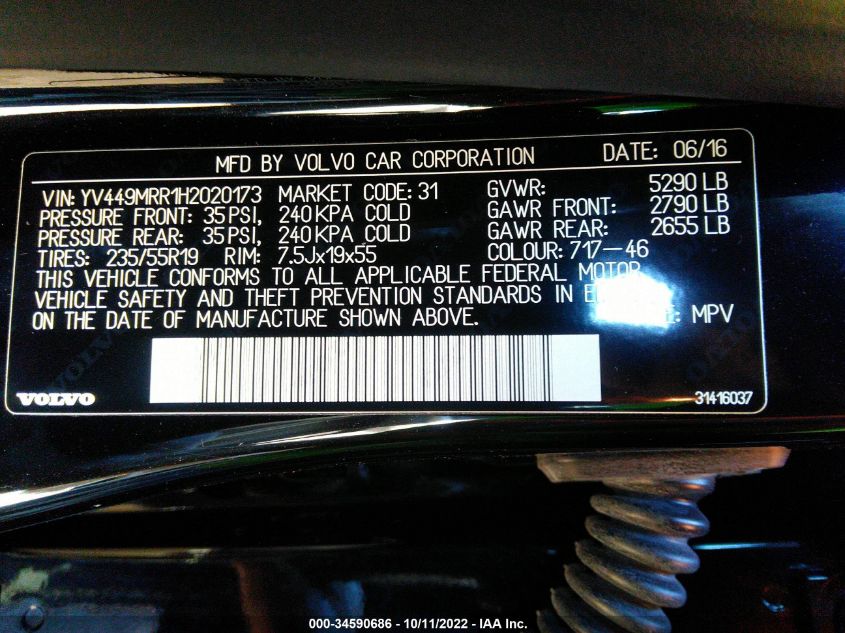 MFD BY VOLVO CAR CORPORATION DATE: 06/16
VIN: YV449MRR1H2020173 MARKET CODE: 31 GVWR: 5290 LB
PRESSURE FRONT: 35 PSI, 240 KPA COLD GAWR FRONT: 2790 LB
PRESSURE REAR: 35 PSI, 240 KPA COLD GAWR REAR: 2655 LB
TIRES: 235/55R19 RIM: 7.5Jx19x55 COLOUR: 717-46
THIS VEHICLE CONFORMS TO ALL APPLICABLE FEDERAL MOTOR
VEHICLE SAFETY AND THEFT PREVENTION STANDARDS IN
ON THE DATE OF MANUFACTURE SHOWN ABOVE. MPV
VOLVO 31416037
000-34590686 - 10/11/2022 - IAA Inc.